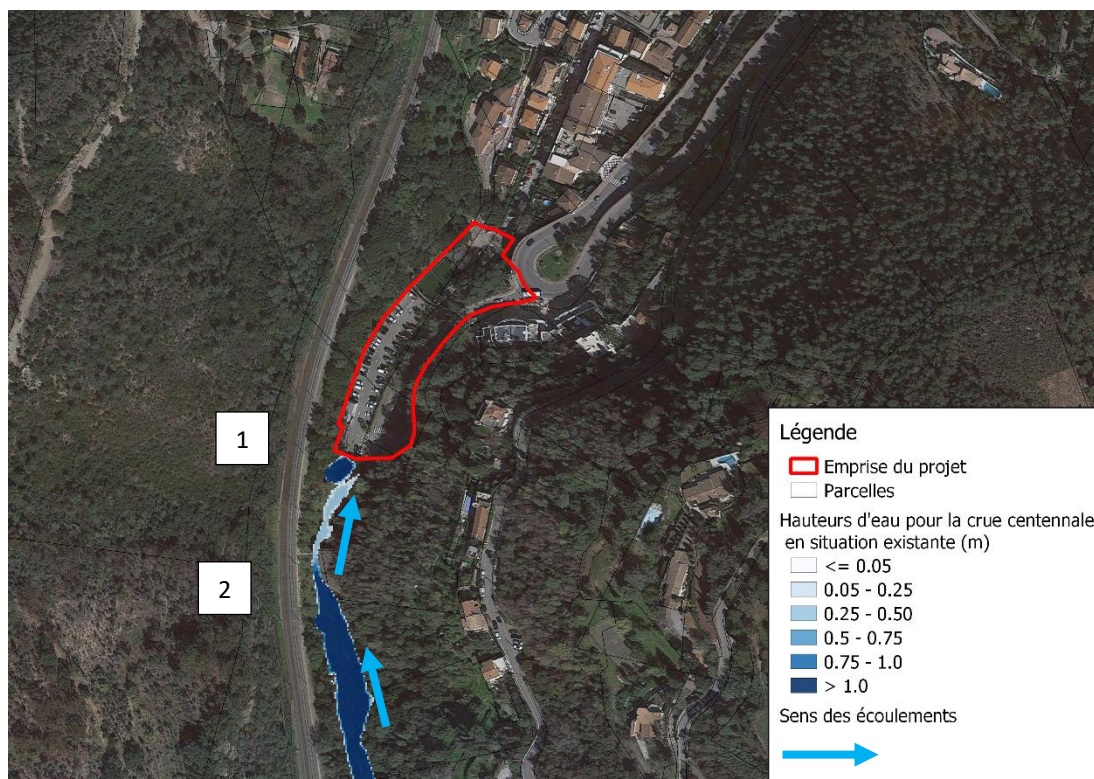 1
2
Légende
Emprise du projet
Parcelles
Hauteurs d'eau pour la crue centennale
en situation existante (m)
<= 0.05
0.05 - 0.25
0.25 - 0.50
0.5 - 0.75
0.75 - 1.0
> 1.0
Sens des écoulements